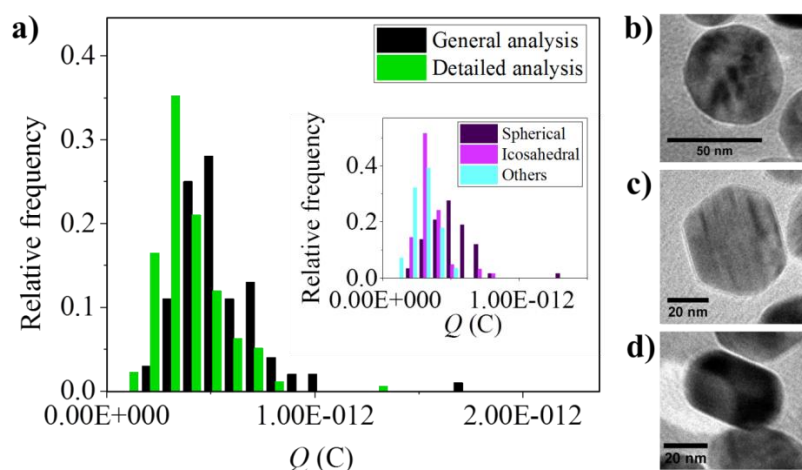 a)
General analysis
Detailed analysis
Relative frequency
0.4
0.3
0.2
0.1
0.0
0.00E+000
1.00E-012
2.00E-012
Q (C)
Relative frequency
Spherical
Icosahedral
Others
0.4
0.2
0.0
0.00E+000
1.00E-012
Q (C)
b)
50 nm
c)
20 nm
d)
20 nm